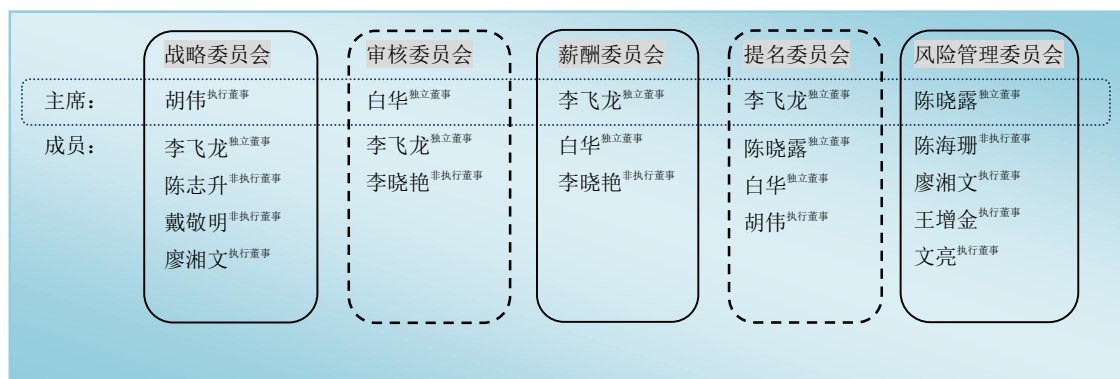 战略委员会 审核委员会 薪酬委员会 提名委员会 风险管理委员会
主席： 胡伟执行董事 白华独立董事 李飞龙独立董事 李飞龙独立董事 陈晓露独立董事
成员： 李飞龙独立董事 李飞龙独立董事 白华独立董事 陈晓露独立董事 陈海珊非执行董事
陈志升非执行董事 李晓艳非执行董事 李晓艳非执行董事 白华独立董事 廖湘文执行董事
戴敬明非执行董事 胡伟执行董事 王增金执行董事
廖湘文执行董事 文亮执行董事